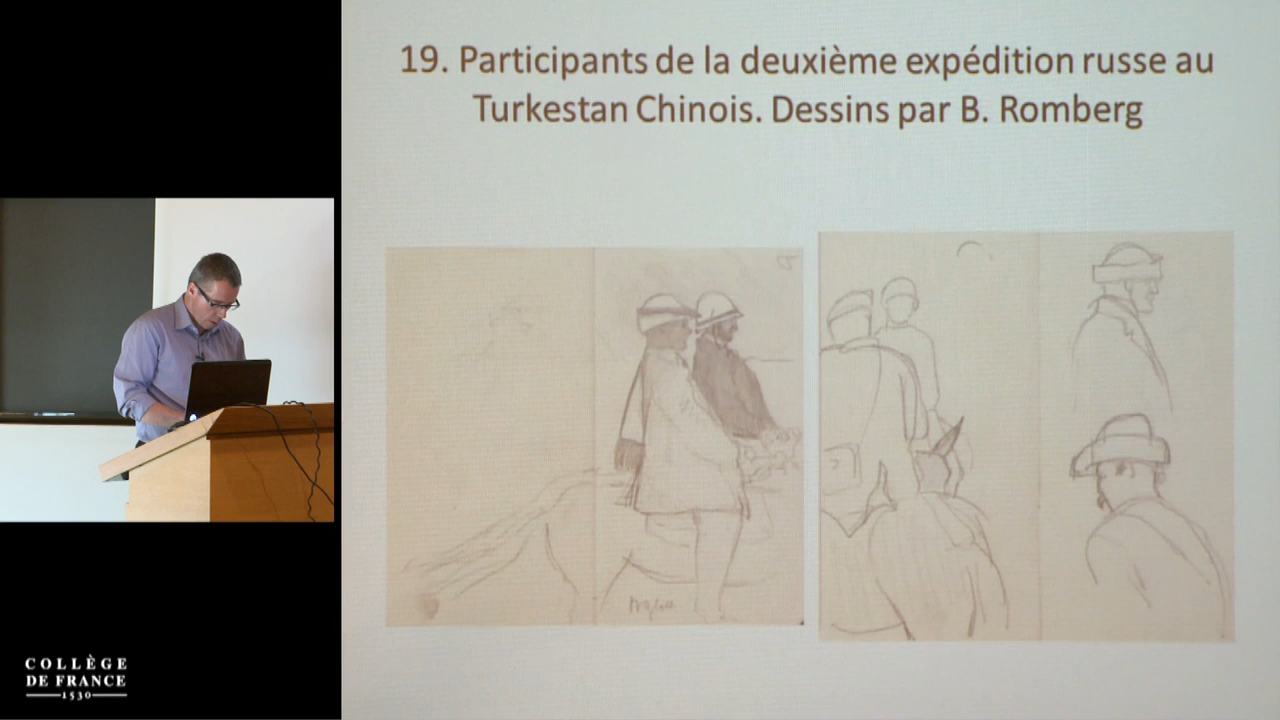 19. Participants de la deuxième expédition russe au
Turkestan Chinois. Dessins par B. Romberg
COLLÈGE
DE FRANCE
1530